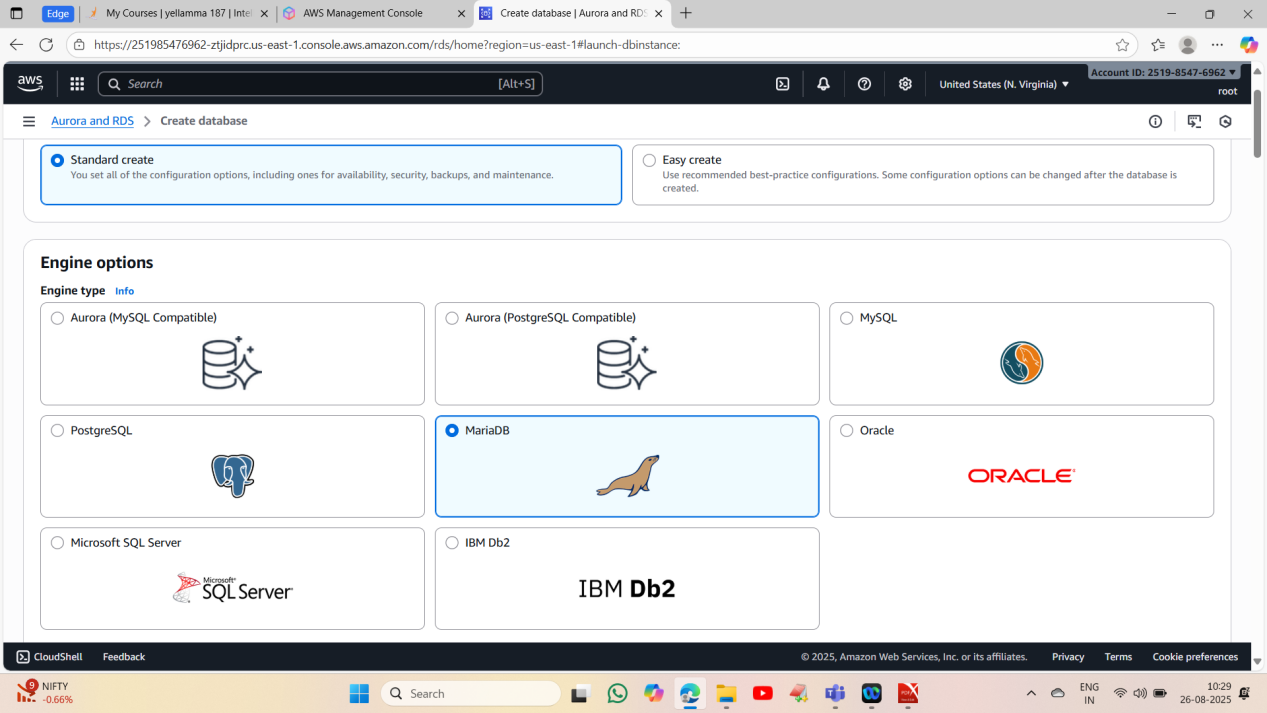 Edge
My Courses | yellamma 187 | Intel
AWS Management Console
Create database | Aurora and RDS
https://251985476962-ztjidprc.us-east-1.console.aws.amazon.com/rds/home?region=us-east-1#launch-dbinstance:
aws
Search
[Alt+S]
United States (N. Virginia)
Account ID: 2519-8547-6962
root
Aurora and RDS
Create database
Standard create
You set all of the configuration options, including ones for availability, security, backups, and maintenance.
Easy create
Use recommended best-practice configurations. Some configuration options can be changed after the database is
created.
Engine options
Engine type Info
Aurora (MySQL Compatible)
Aurora (PostgreSQL Compatible)
MySQL
PostgreSQL
MariaDB
Oracle
ORACLE
Microsoft SQL Server
Microsoft®
SQL Server
IBM Db2
IBM Db2
CloudShell
Feedback
© 2025, Amazon Web Services, Inc. or its affiliates.
Privacy
Terms
Cookie preferences
9
NIFTY
-0.66%
Search
ENG
IN
10:29
26-08-2025